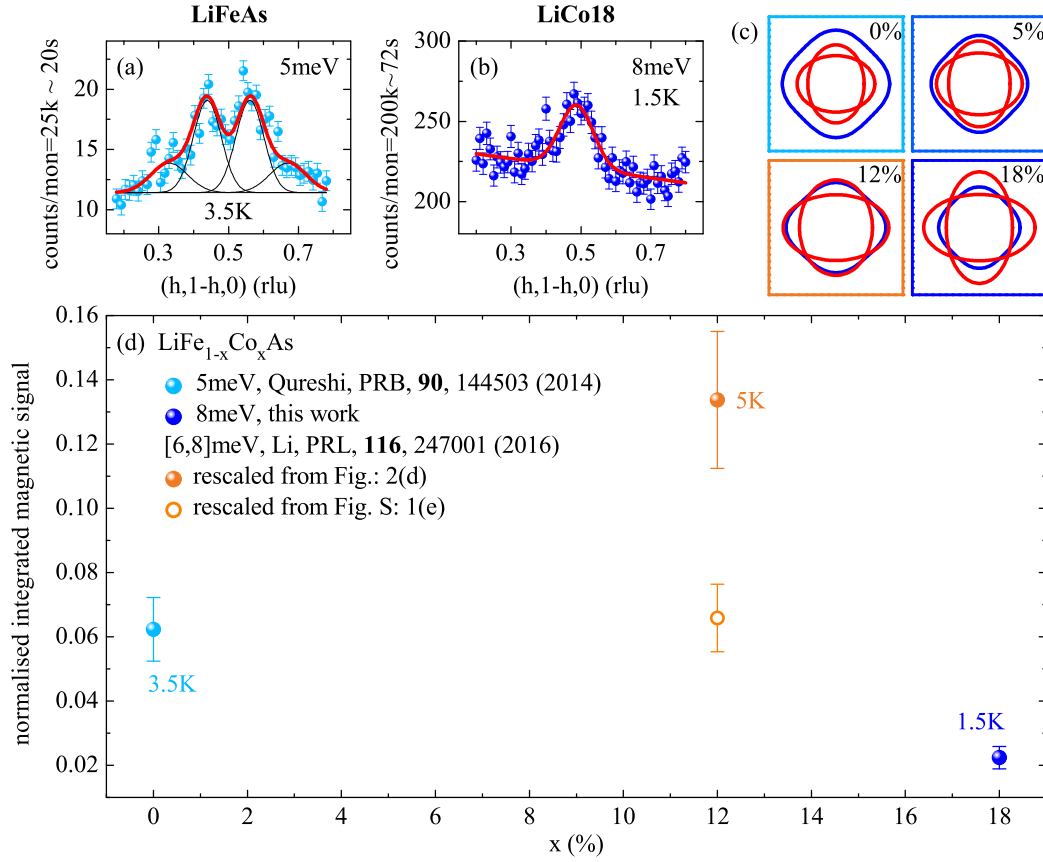 LiFeAs
LiCo18
(a)
5meV
25
20
15
10
0.3
0.5
0.7
3.5K
(h,1-h,0) (rlu)
counts/mon=25k ~ 20s
(b)
8meV
1.5K
300
250
200
0.3
0.5
0.7
(h,1-h,0) (rlu)
counts/mon=200k~72s
(c)
0%
5%
12%
18%
(d) LiFe1-xCoxAs
5meV, Qureshi, PRB, 90, 144503 (2014)
8meV, this work
[6,8]meV, Li, PRL, 116, 247001 (2016)
rescaled from Fig.: 2(d)
rescaled from Fig. S: 1(e)
5K
3.5K
1.5K
0.16
0.14
0.12
0.10
0.08
0.06
0.04
0.02
normalised integrated magnetic signal
0 2 4 6 8 10 12 14 16 18
x (%)